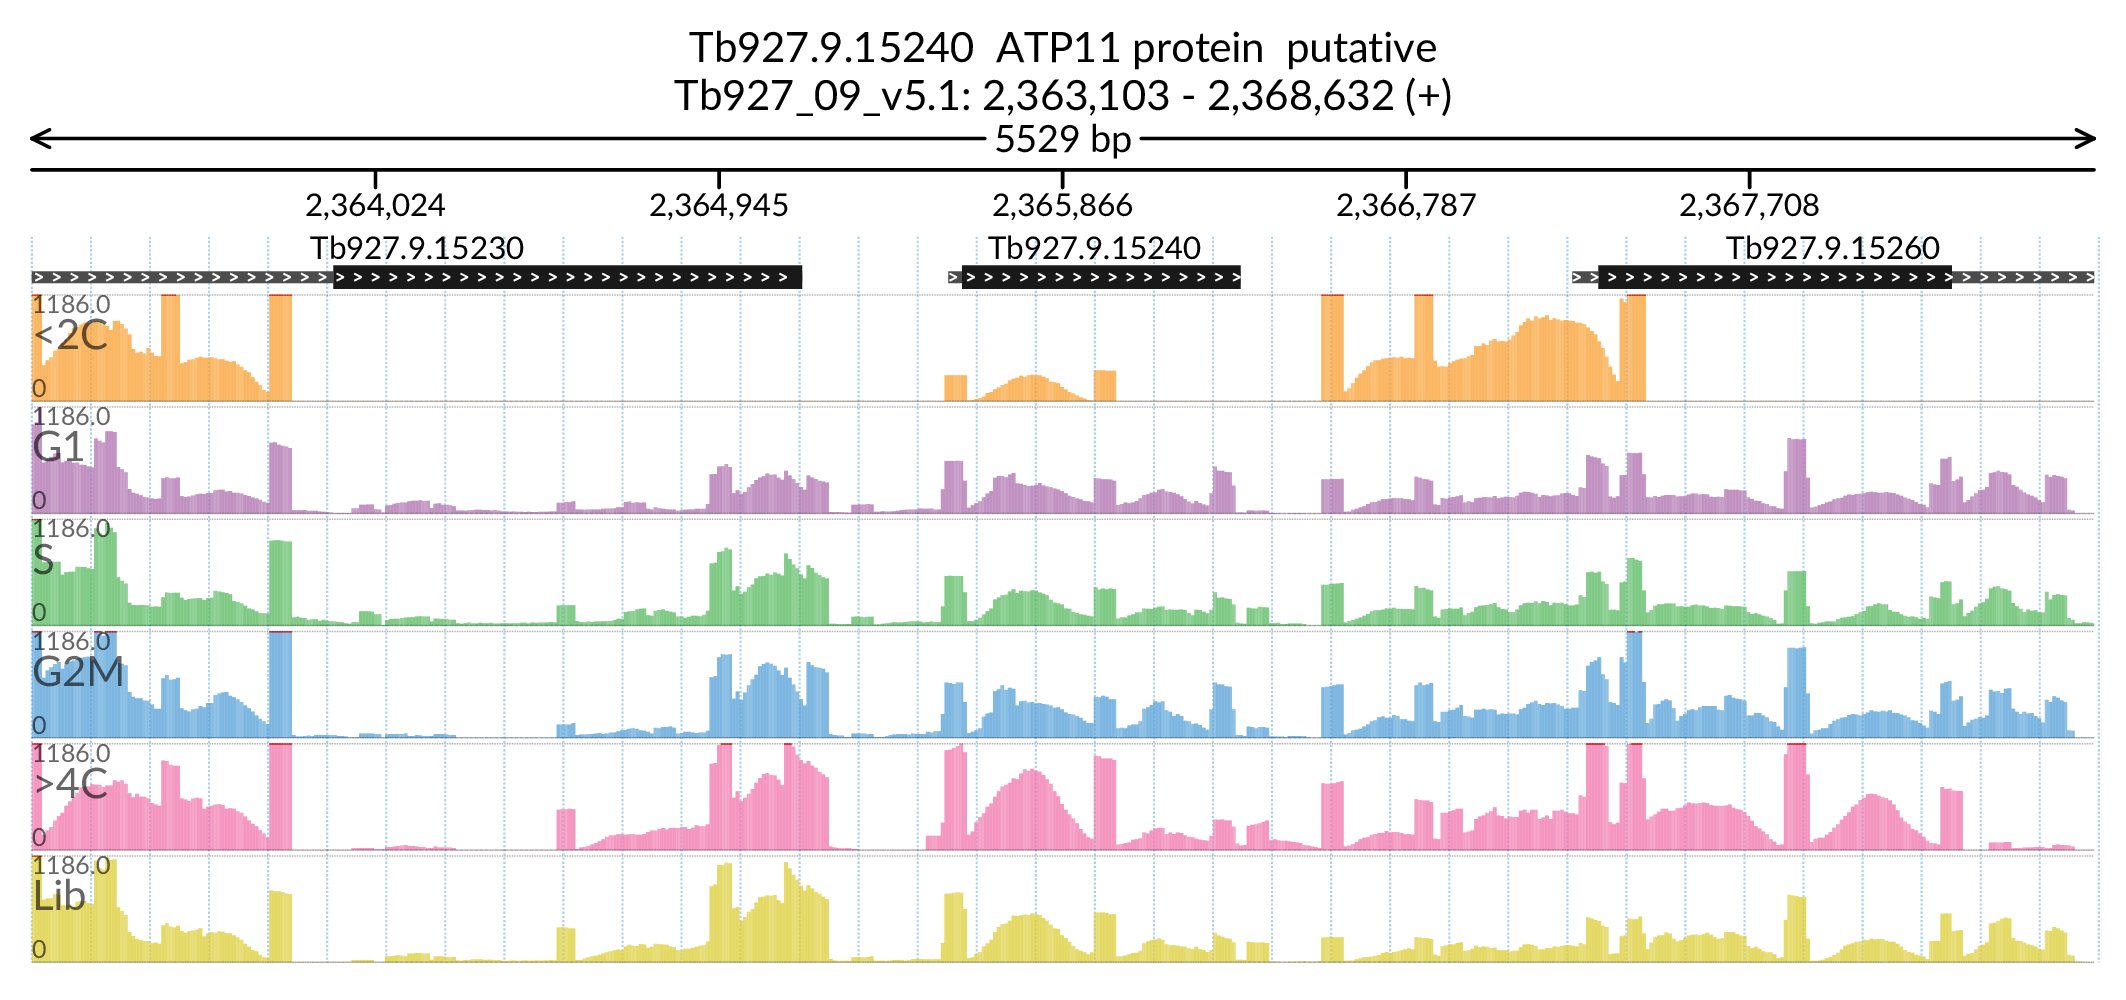 Tb927.9.15240  ATP11 protein  putative
Tb927_09_v5.1: 2,363,103 - 2,368,632 (+)
5529 bp
2,364,024 2,364,945 2,365,866 2,366,787 2,367,708
Tb927.9.15230 Tb927.9.15240 Tb927.9.15260
1186.0
<2C
0
1186.0
G1
0
1186.0
S
0
1186.0
G2M
0
1186.0
>4C
0
1186.0
Lib
0